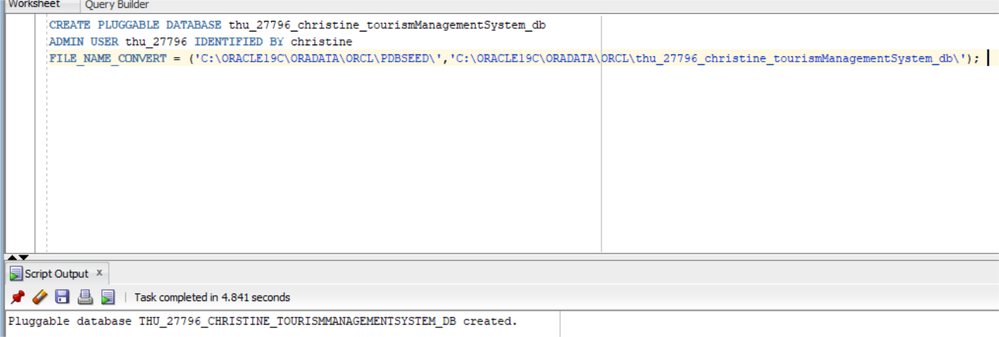 Worksheet Query Builder
CREATE PLUGGABLE DATABASE thu_27796_christine_tourismManagementSystem_db
ADMIN USER thu_27796 IDENTIFIED BY christine
FILE_NAME_CONVERT = ('C:\ORACLE19C\ORADATA\ORCL\PDBSEED\','C:\ORACLE19C\ORADATA\ORCL\thu_27796_christine_tourismManagementSystem_db\');
Script Output x
Task completed in 4.841 seconds
Pluggable database THU_27796_CHRISTINE_TOURISMMANAGEMENTSYSTEM_DB created.